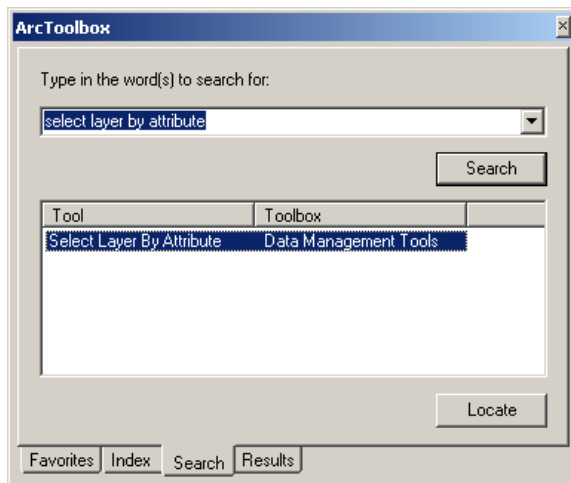 ArcToolbox
Type in the word(s) to search for:
select layer by attribute
Search
Tool Toolbox
Select Layer By Attribute Data Management Tools
Locate
Favorites Index Search Results